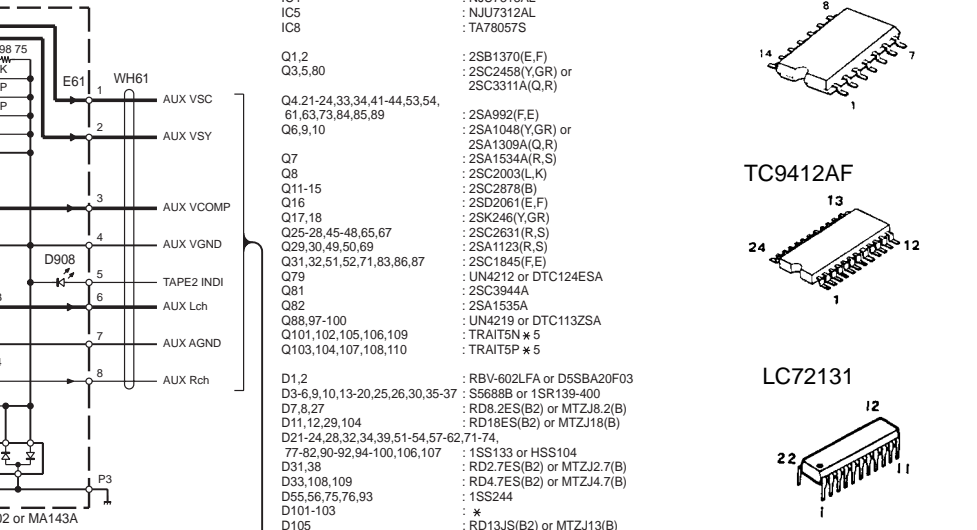 98 75
K
P
P
E61
WH61
1
AUX VSC
2
AUX VSY
3
AUX VCOMP
4
AUX VGND
D908
5
TAPE2 INDI
6
AUX Lch
7
AUX AGND
8
AUX Rch
P3
02 or MA143A
IC5 : NJU7312AL
IC8 : TA78057S
Q1,2 : 2SB1370(E,F)
Q3,5,80 : 2SC2458(Y,GR) or
2SC3311A(Q,R)
Q4.21-24,33,34,41-44,53,54,
61,63,73,84,85,89 : 2SA992(F,E)
Q6,9,10 : 2SA1048(Y,GR) or
2SA1309A(Q,R)
Q7 : 2SA1534A(R,S)
Q8 : 2SC2003(L,K)
Q11-15 : 2SC2878(B)
Q16 : 2SD2061(E,F)
Q17,18 : 2SK246(Y,GR)
Q25-28,45-48,65,67 : 2SC2631(R,S)
Q29,30,49,50,69 : 2SA1123(R,S)
Q31,32,51,52,71,83,86,87 : 2SC1845(F,E)
Q79 : UN4212 or DTC124ESA
Q81 : 2SC3944A
Q82 : 2SA1535A
Q88,97-100 : UN4219 or DTC113ZSA
Q101,102,105,106,109 : TRAIT5N * 5
Q103,104,107,108,110 : TRAIT5P * 5
D1,2 : RBV-602LFA or D5SBA20F03
D3-6,9,10,13-20,25,26,30,35-37 : S5688B or 1SR139-400
D7,8,27 : RD8.2ES(B2) or MTZJ8.2(B)
D11,12,29,104 : RD18ES(B2) or MTZJ18(B)
D21-24,28,32,34,39,51-54,57-62,71-74,
77-82,90-92,94-100,106,107 : 1SS133 or HSS104
D31,38 : RD2.7ES(B2) or MTZJ2.7(B)
D33,108,109 : RD4.7ES(B2) or MTZJ4.7(B)
D55,56,75,76,93 : 1SS244
D101-103 : *
D105 : RD13JS(B2) or MTZJ13(B)
8
14
7
1
TC9412AF
13
24
12
1
LC72131
12
22
11
1